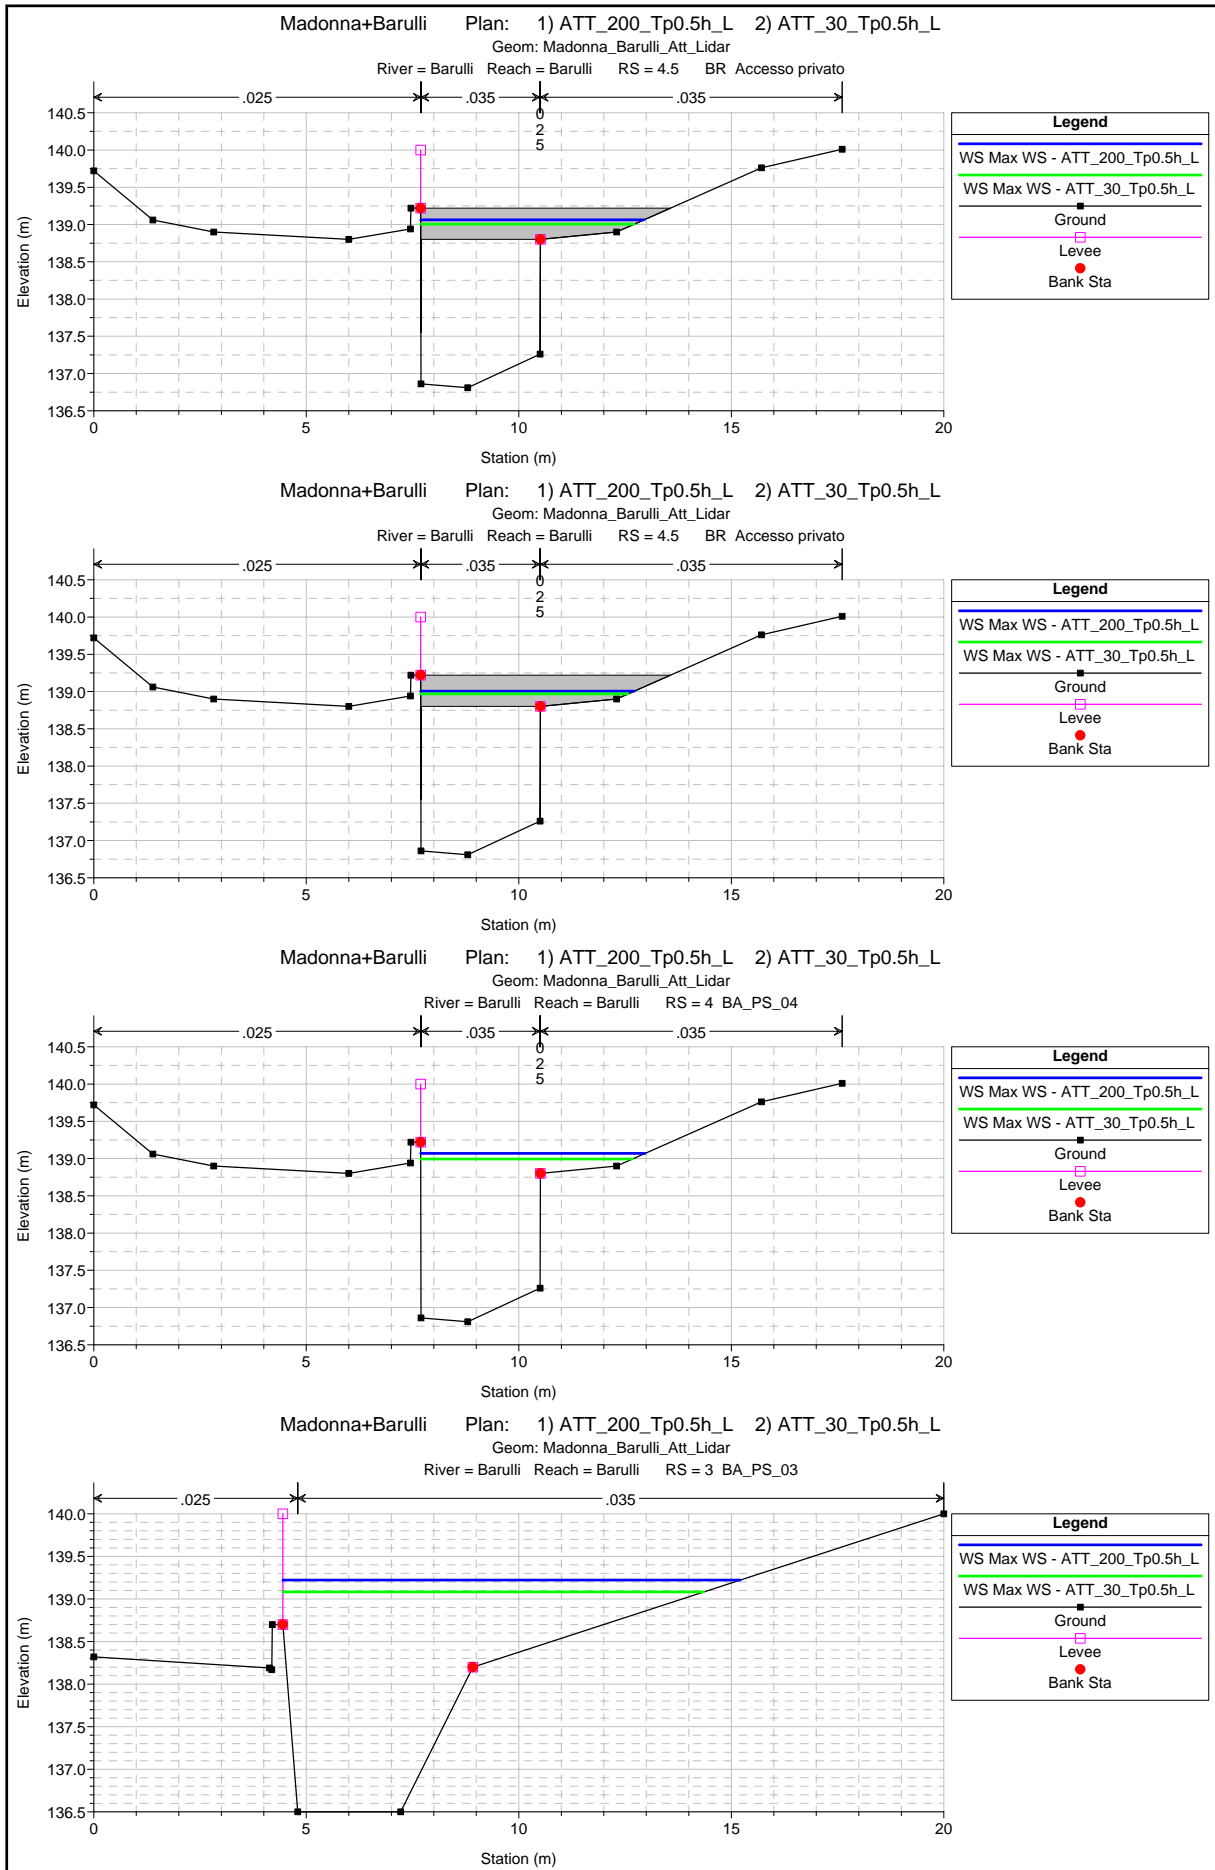 Madonna+Barulli Plan: 1) ATT_200_Tp0.5h_L 2) ATT_30_Tp0.5h_L
Geom: Madonna_Barulli_Att_Lidar
River = Barulli Reach = Barulli RS = 4.5 BR Accesso privato
.025 .035 .035
0
2
5
140.5
140.0
139.5
139.0
138.5
138.0
137.5
137.0
136.5
Elevation (m)
0 5 10 15 20
Station (m)
Legend
WS Max WS - ATT_200_Tp0.5h_L
WS Max WS - ATT_30_Tp0.5h_L
Ground
Levee
Bank Sta
Madonna+Barulli Plan: 1) ATT_200_Tp0.5h_L 2) ATT_30_Tp0.5h_L
Geom: Madonna_Barulli_Att_Lidar
River = Barulli Reach = Barulli RS = 4.5 BR Accesso privato
.025 .035 .035
0
2
5
140.5
140.0
139.5
139.0
138.5
138.0
137.5
137.0
136.5
Elevation (m)
0 5 10 15 20
Station (m)
Legend
WS Max WS - ATT_200_Tp0.5h_L
WS Max WS - ATT_30_Tp0.5h_L
Ground
Levee
Bank Sta
Madonna+Barulli Plan: 1) ATT_200_Tp0.5h_L 2) ATT_30_Tp0.5h_L
Geom: Madonna_Barulli_Att_Lidar
River = Barulli Reach = Barulli RS = 4 BA_PS_04
.025 .035 .035
0
2
5
140.5
140.0
139.5
139.0
138.5
138.0
137.5
137.0
136.5
Elevation (m)
0 5 10 15 20
Station (m)
Legend
WS Max WS - ATT_200_Tp0.5h_L
WS Max WS - ATT_30_Tp0.5h_L
Ground
Levee
Bank Sta
Madonna+Barulli Plan: 1) ATT_200_Tp0.5h_L 2) ATT_30_Tp0.5h_L
Geom: Madonna_Barulli_Att_Lidar
River = Barulli Reach = Barulli RS = 3 BA_PS_03
.025 .035
140.0
139.5
139.0
138.5
138.0
137.5
137.0
136.5
Elevation (m)
0 5 10 15 20
Station (m)
Legend
WS Max WS - ATT_200_Tp0.5h_L
WS Max WS - ATT_30_Tp0.5h_L
Ground
Levee
Bank Sta